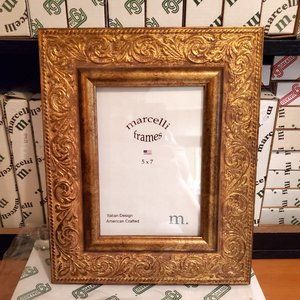 marcelli
frames
5 x 7
Italian Design
American Crafted
m.